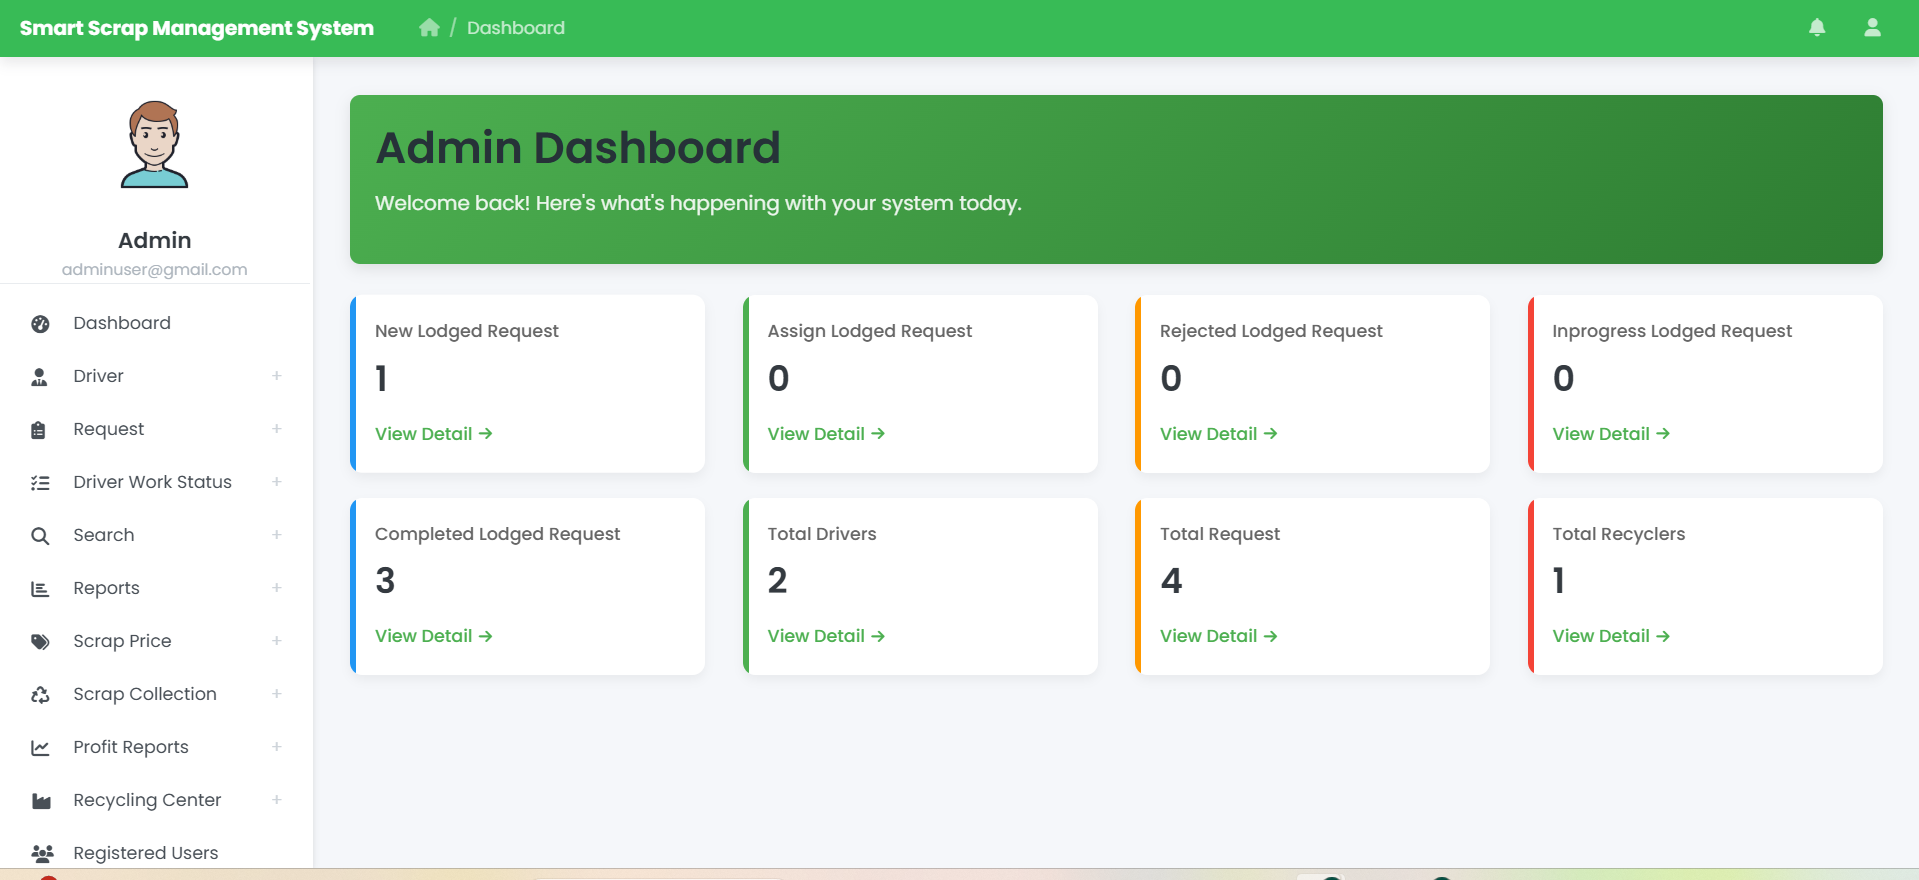 Smart Scrap Management System
/ Dashboard
Admin
adminuser@gmail.com
Dashboard
Driver +
Request +
Driver Work Status +
Search +
Reports +
Scrap Price +
Scrap Collection +
Profit Reports +
Recycling Center +
Registered Users
Admin Dashboard
Welcome back! Here's what's happening with your system today.
New Lodged Request
1
View Detail →
Assign Lodged Request
0
View Detail →
Rejected Lodged Request
0
View Detail →
Inprogress Lodged Request
0
View Detail →
Completed Lodged Request
3
View Detail →
Total Drivers
2
View Detail →
Total Request
4
View Detail →
Total Recyclers
1
View Detail →